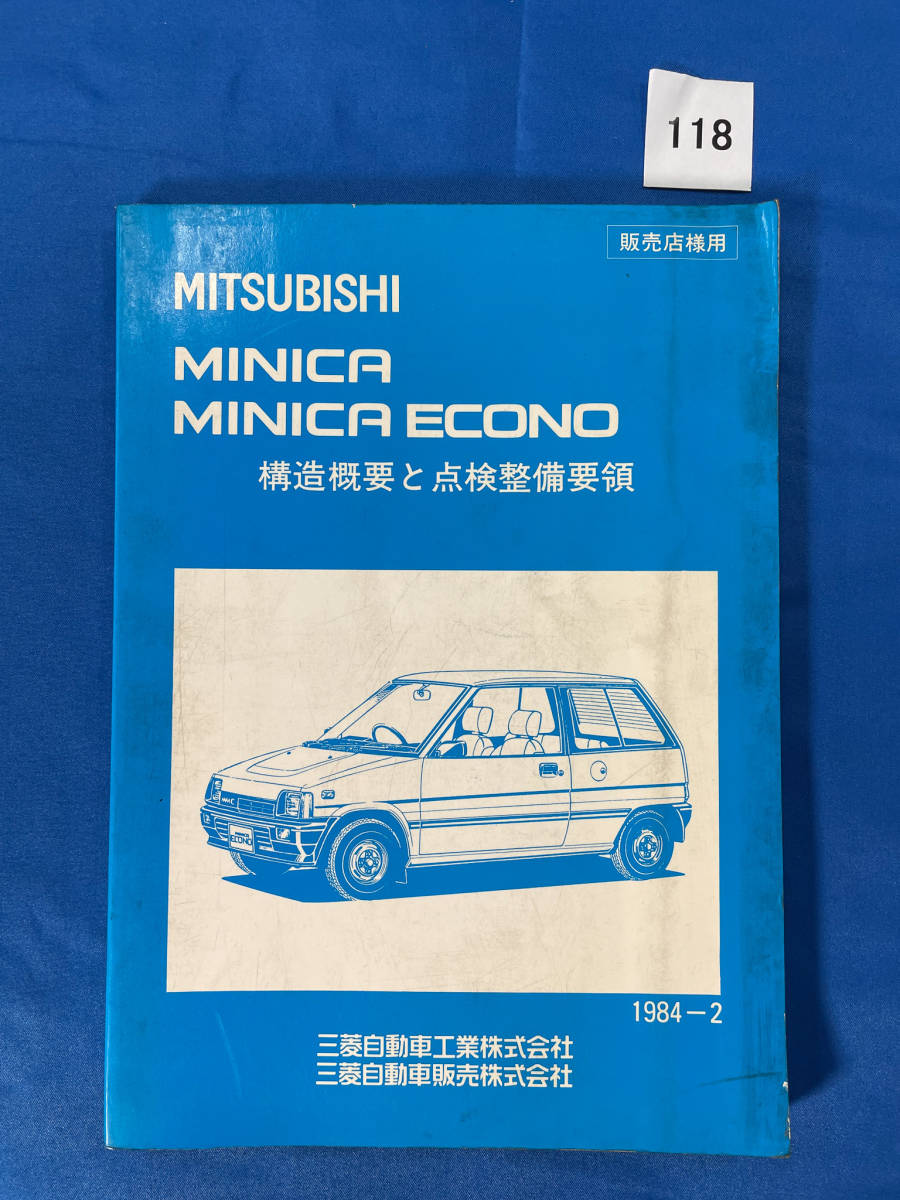 118
販売店様用
MITSUBISHI
MINICA
MINICA ECONO
構造概要と点検整備要領
MINICA
ECONO
1984-2
三菱自動車工業株式会社
三菱自動車販売株式会社